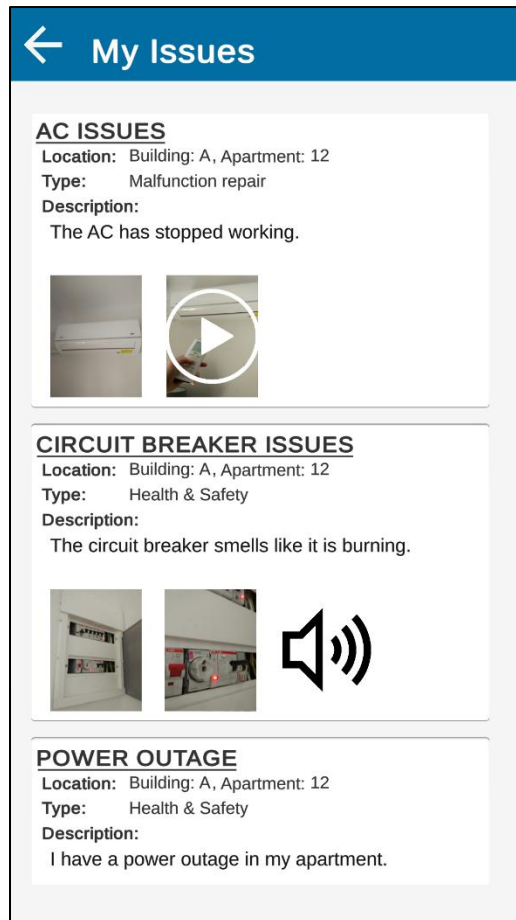 My Issues
AC ISSUES
Location: Building: A, Apartment: 12
Type: Malfunction repair
Description:
The AC has stopped working.
CIRCUIT BREAKER ISSUES
Location: Building: A, Apartment: 12
Type: Health & Safety
Description:
The circuit breaker smells like it is burning.
POWER OUTAGE
Location: Building: A, Apartment: 12
Type: Health & Safety
Description:
I have a power outage in my apartment.